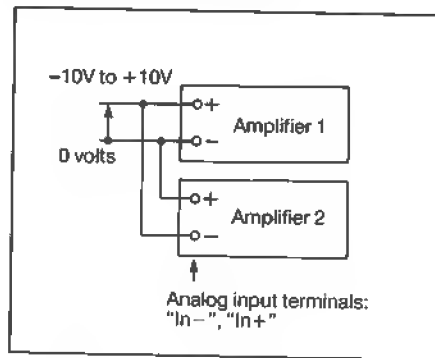 −10V to +10V
+
Amplifier 1
−
0 volts
+
Amplifier 2
−
Analog input terminals:
"In−", "In+"